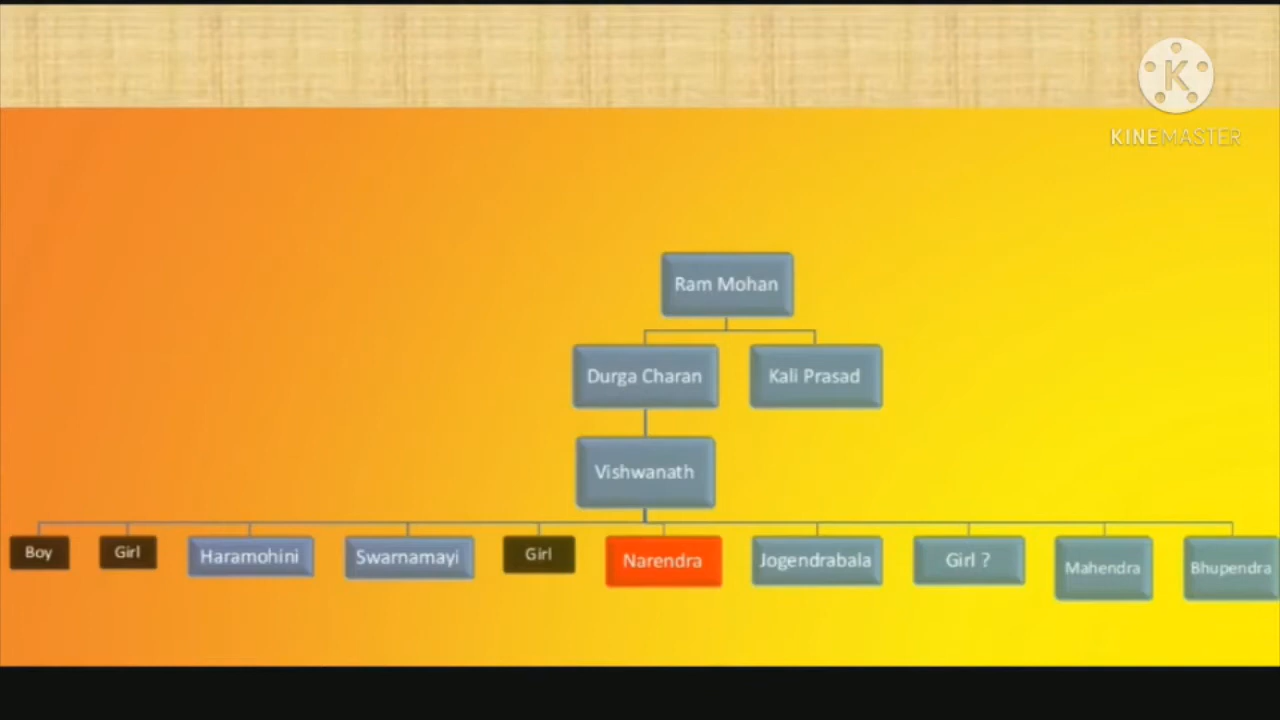 KINEMASTER
Ram Mohan
Durga Charan
Kali Prasad
Vishwanath
Boy
Girl
Haramohini
Swarnamayi
Girl
Narendra
Jogendrabala
Girl ?
Mahendra
Bhupendra